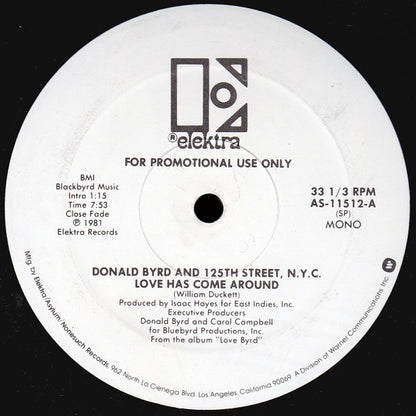 ® elektra
FOR PROMOTIONAL USE ONLY
BMI
Blackbyrd Music
Intro 1:15
Time 7:53
Close Fade
℗ 1981
Elektra Records
33 1/3 RPM
AS-11512-A
(SP)
MONO
DONALD BYRD AND 125TH STREET, N.Y.C.
LOVE HAS COME AROUND
(William Duckett)
Produced by Isaac Hayes for East Indies, Inc.
Executive Producers
Donald Byrd and Carol Campbell
for Bluebyrd Productions, Inc.
From the album "Love Byrd"
Mfg. by Elektra/Asylum/Nonesuch Records, 962 North La Cienega Blvd. Los Angeles, California 90069 A Division of Warner Communications Inc.